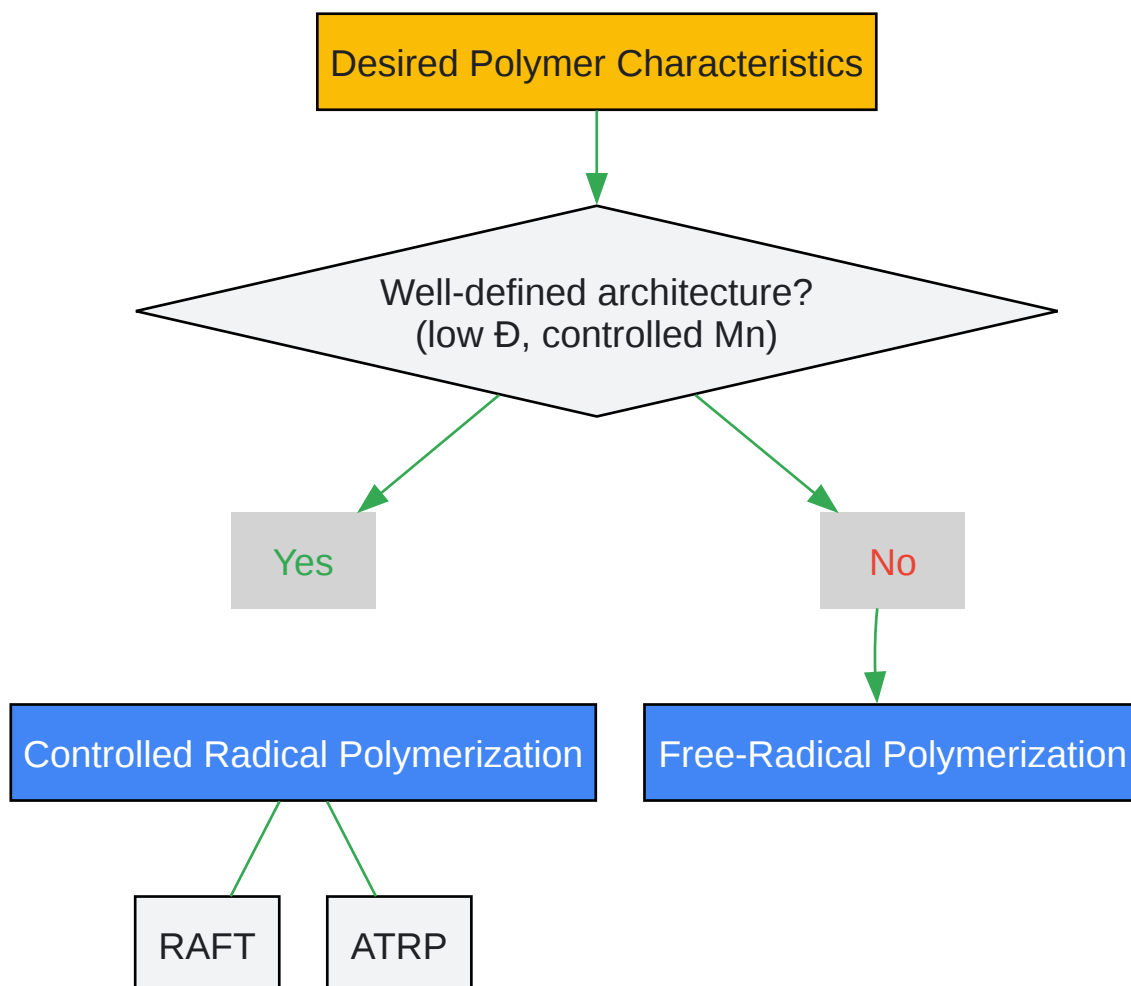 Desired Polymer Characteristics
Well-defined architecture?
(low Đ, controlled Mn)
Yes
No
Controlled Radical Polymerization
Free-Radical Polymerization
RAFT
ATRP